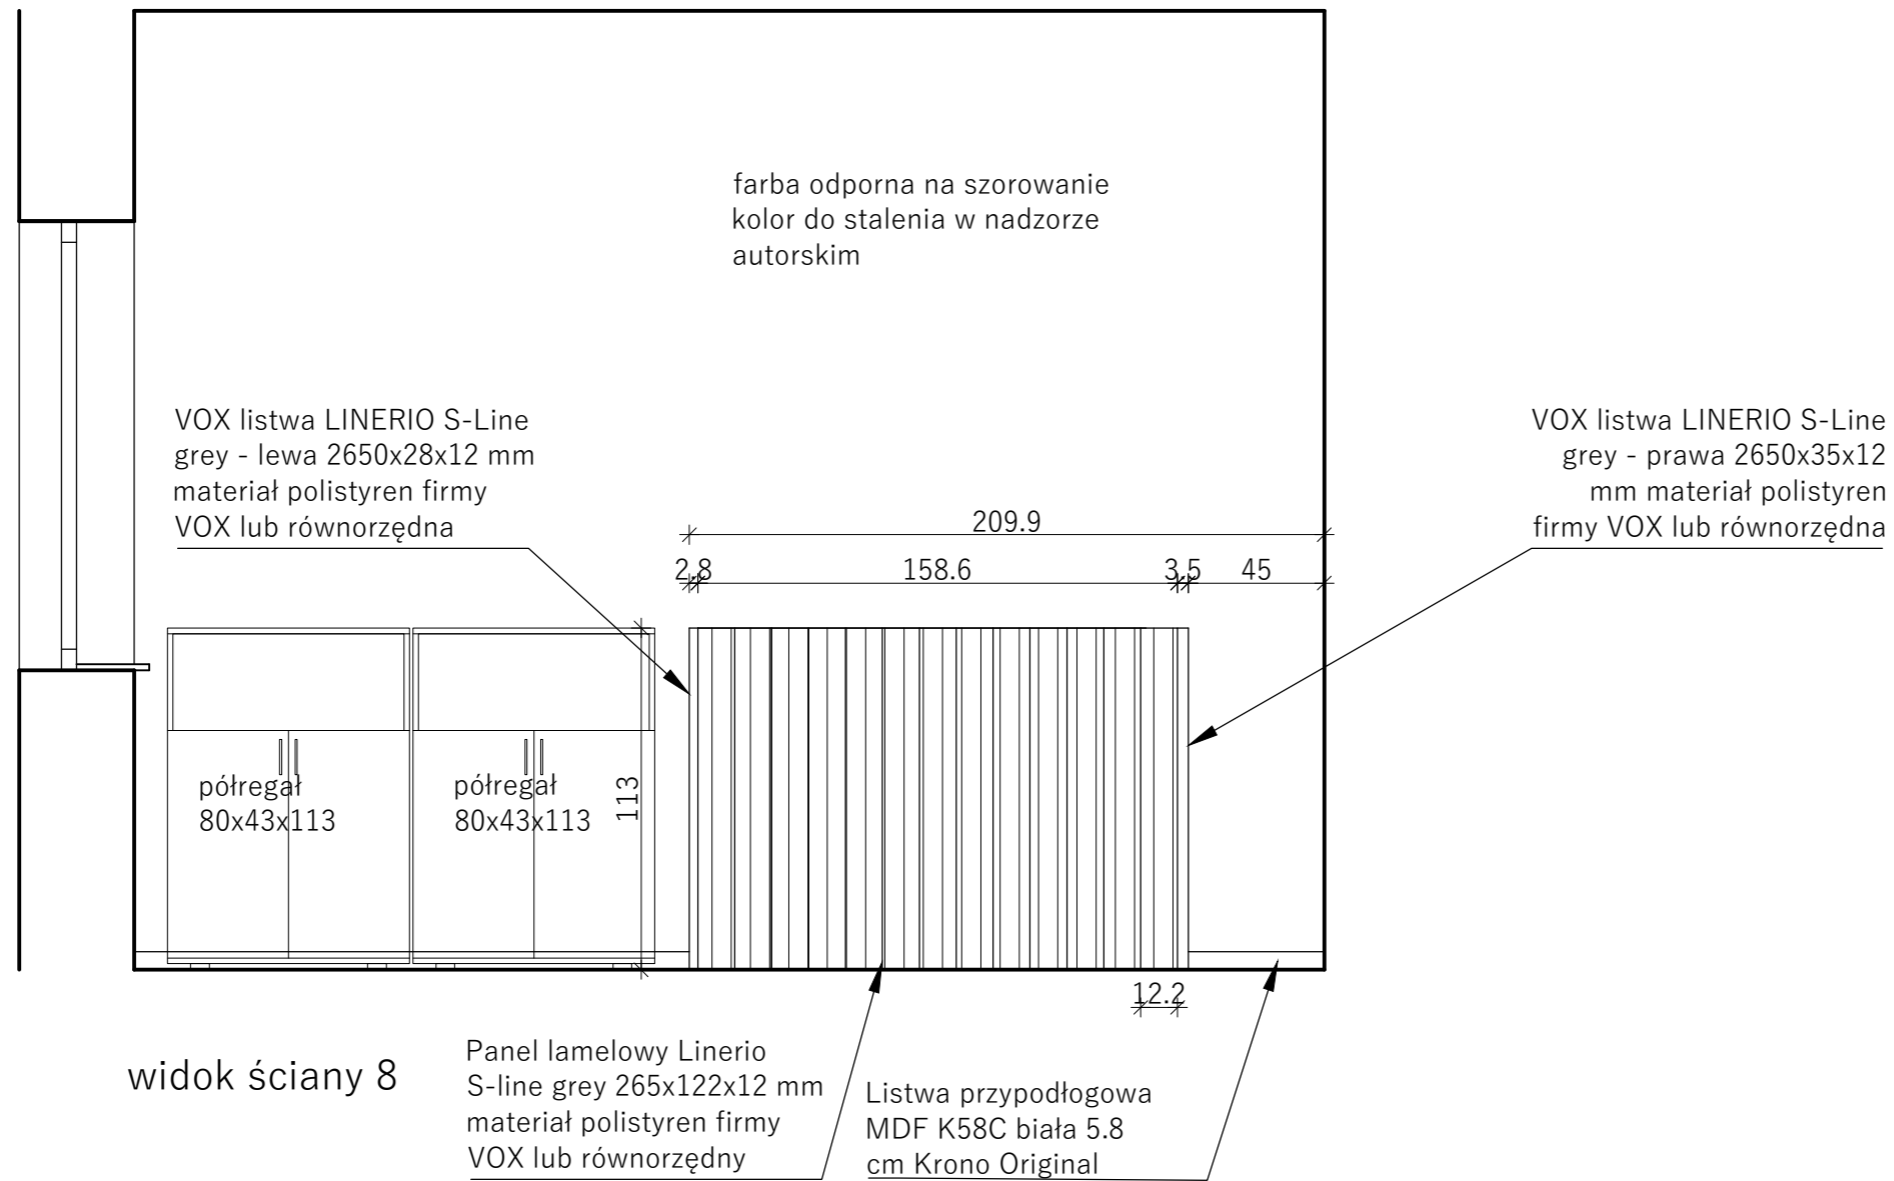 farba odporna na szorowanie
kolor do stalenia w nadzorze
autorskim
VOX listwa LINERIO S-Line
grey - lewa 2650x28x12 mm
materiał polistyren firmy
VOX lub równorzędna
VOX listwa LINERIO S-Line
grey - prawa 2650x35x12
mm materiał polistyren
firmy VOX lub równorzędna
209.9
2.8
158.6
3.5
45
półregał
80x43x113
półregał
80x43x113
113
12.2
widok ściany 8
Panel lamelowy Linerio
S-line grey 265x122x12 mm
materiał polistyren firmy
VOX lub równorzędny
Listwa przypodłogowa
MDF K58C biała 5.8
cm Krono Original